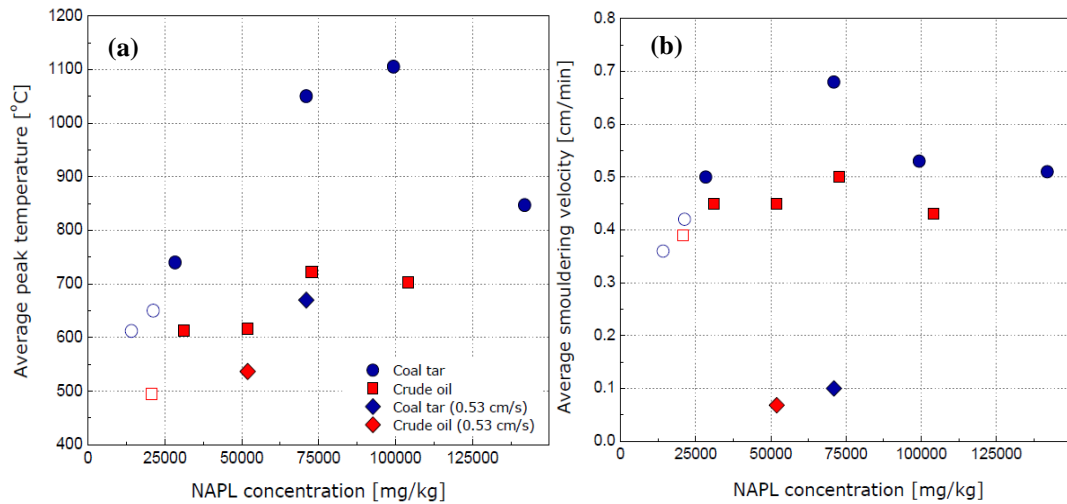 (a)
Average peak temperature [°C]
1200
1100
1000
900
800
700
600
500
400
0 25000 50000 75000 100000 125000
NAPL concentration [mg/kg]
Coal tar
Crude oil
Coal tar (0.53 cm/s)
Crude oil (0.53 cm/s)
(b)
Average smouldering velocity [cm/min]
0.8
0.7
0.6
0.5
0.4
0.3
0.2
0.1
0.0
0 25000 50000 75000 100000 125000
NAPL concentration [mg/kg]